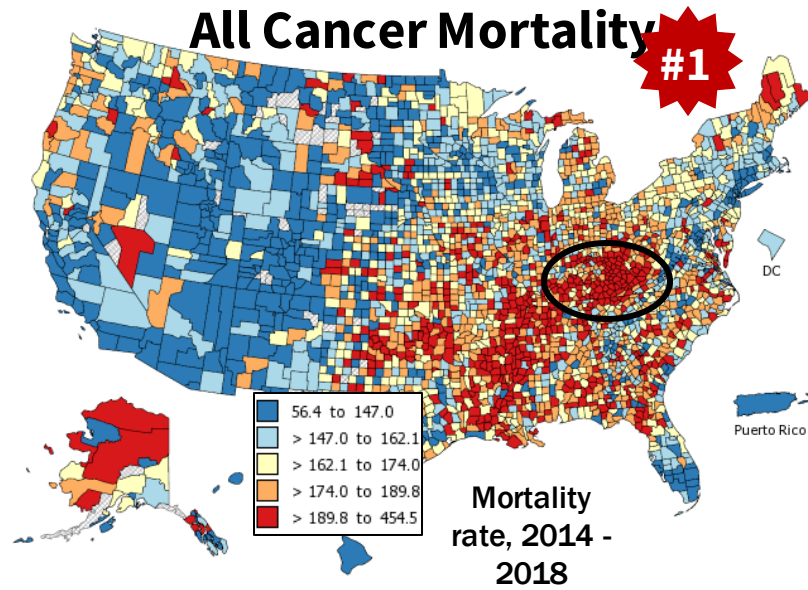 All Cancer Mortality
#1
DC
Puerto Rico
56.4 to 147.0
> 147.0 to 162.1
> 162.1 to 174.0
> 174.0 to 189.8
> 189.8 to 454.5
Mortality
rate, 2014 -
2018